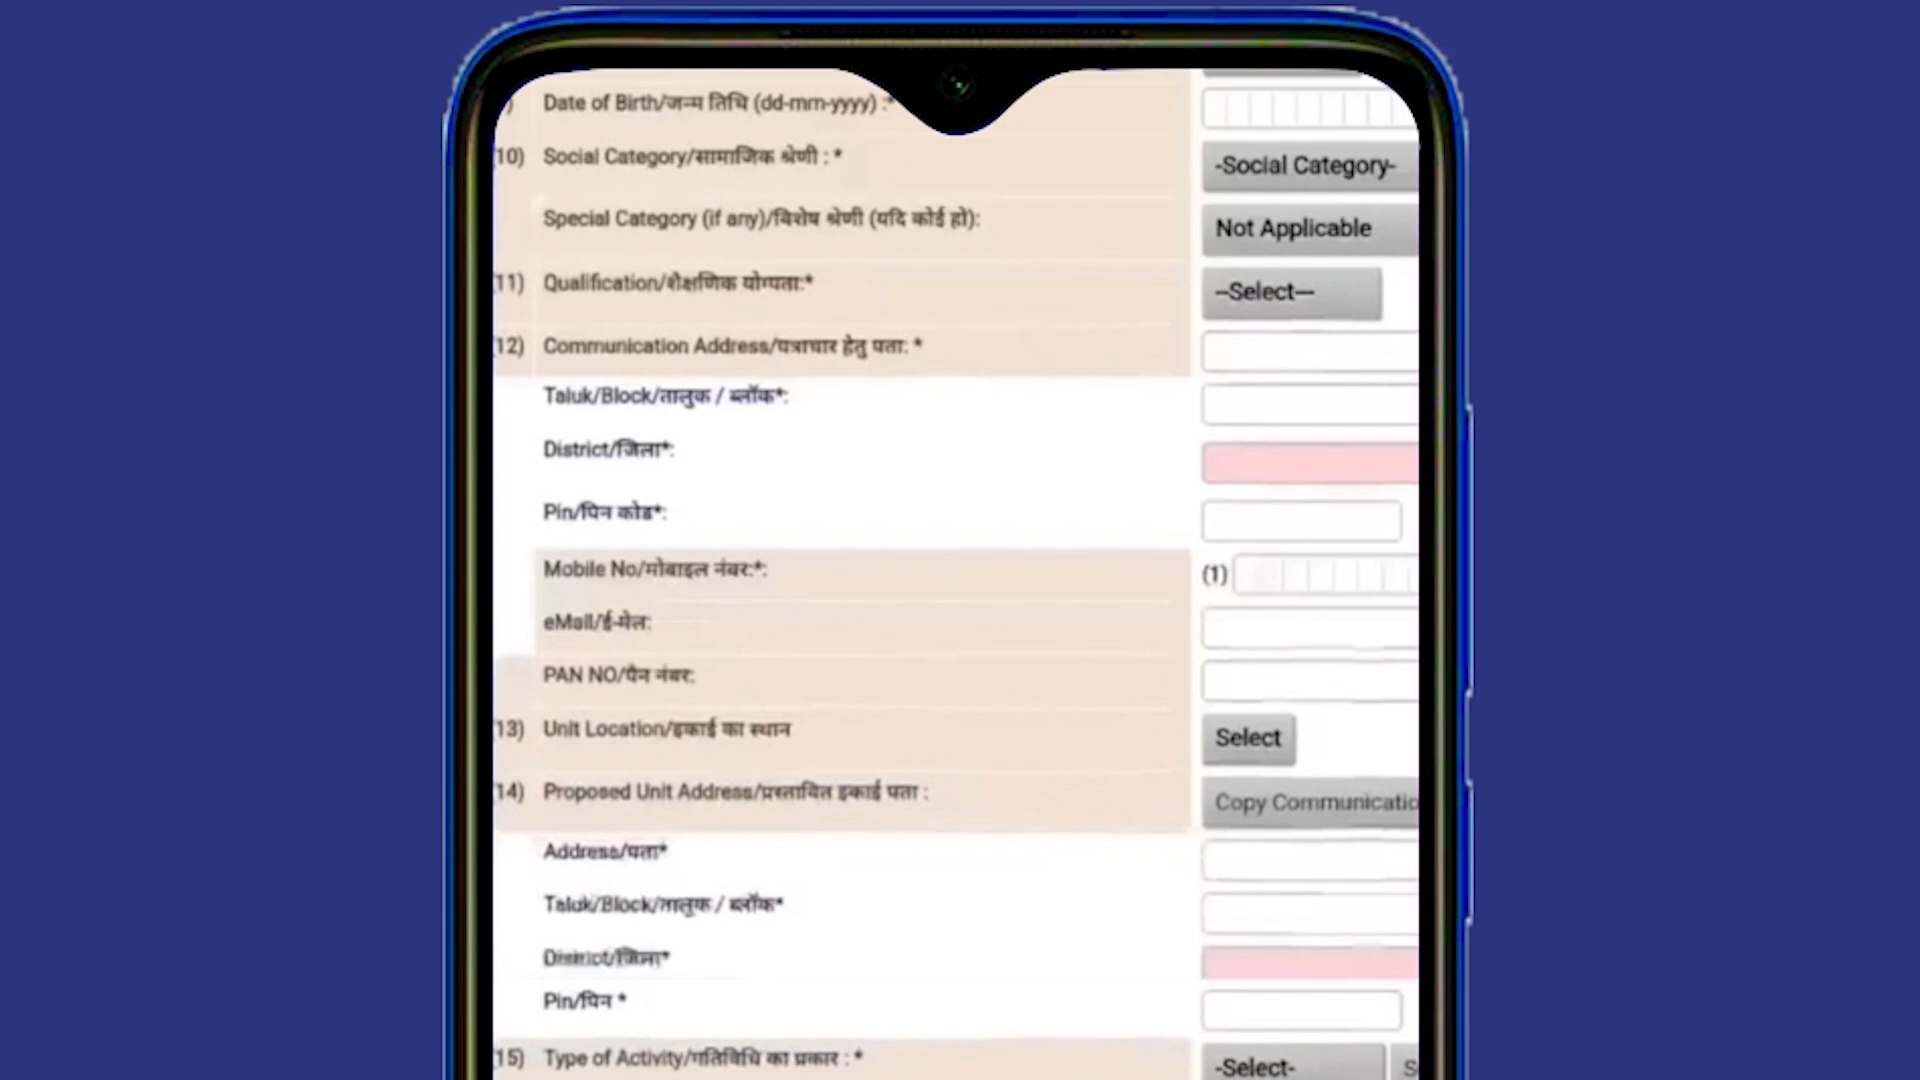 ) Date of Birth/जन्म तिथि (dd-mm-yyyy) :*
10) Social Category/सामाजिक श्रेणी : * -Social Category-
Special Category (if any)/विशेष श्रेणी (यदि कोई हो): Not Applicable
11) Qualification/शैक्षणिक योग्यता:* --Select---
12) Communication Address/पत्राचार हेतु पता: *
Taluk/Block/तालुक / ब्लॉक*:
District/जिला*:
Pin/पिन कोड*:
Mobile No/मोबाइल नंबर:*: (1)
eMail/ई-मेल:
PAN NO/पैन नंबर:
13) Unit Location/इकाई का स्थान Select
14) Proposed Unit Address/प्रस्तावित इकाई पता : Copy Communicatio
Address/पता*
Taluk/Block/तालुक / ब्लॉक*
District/जिला*
Pin/पिन *
15) Type of Activity/गतिविधि का प्रकार : * -Select-